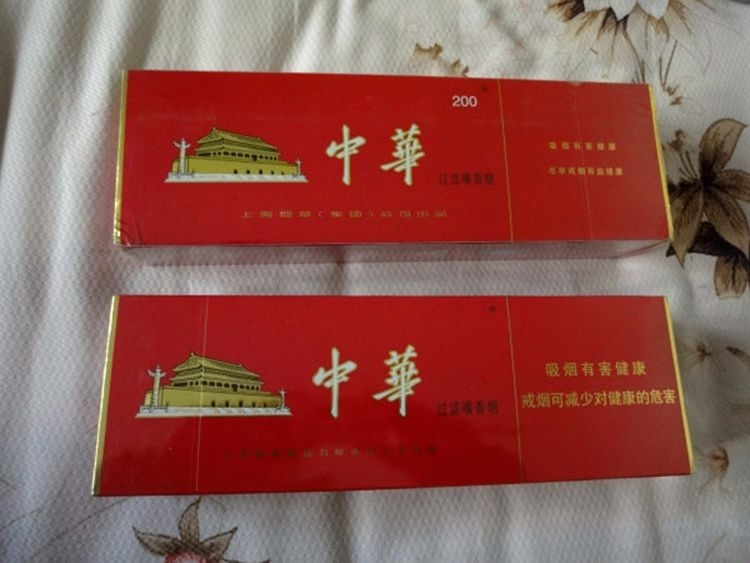 200
中華
过滤嘴香烟
上海烟草(集团)公司出品
吸烟有害健康
尽早戒烟有益健康
中華
过滤嘴香烟
吸烟有害健康
戒烟可减少对健康的危害